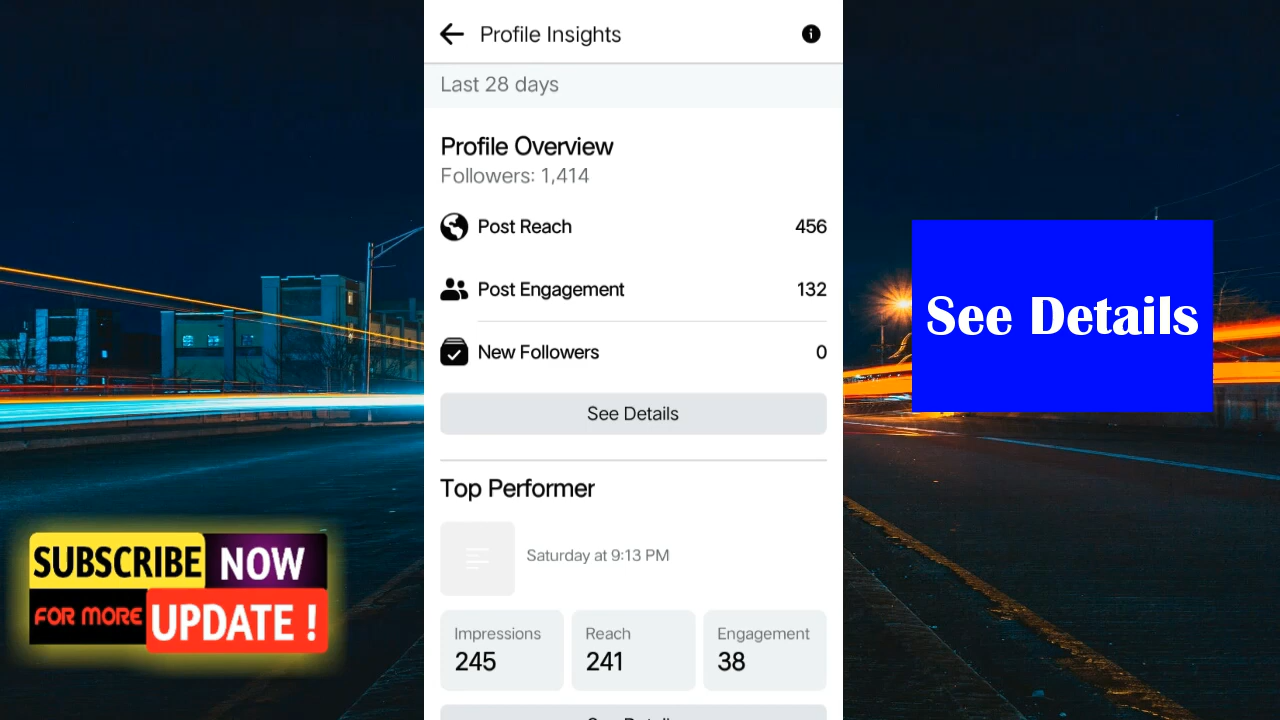 Profile Insights
Last 28 days
Profile Overview
Followers: 1,414
Post Reach 456
Post Engagement 132
New Followers 0
See Details
Top Performer
Saturday at 9:13 PM
Impressions Reach Engagement
245 241 38
See Details
SUBSCRIBE NOW
FOR MORE UPDATE !
See Details